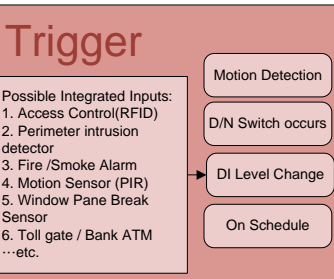 Trigger
Possible Integrated Inputs:
1. Access Control(RFID)
2. Perimeter intrusion
detector
3. Fire /Smoke Alarm
4. Motion Sensor (PIR)
5. Window Pane Break
Sensor
6. Toll gate / Bank ATM
⋯etc.
Motion Detection
D/N Switch occurs
DI Level Change
On Schedule